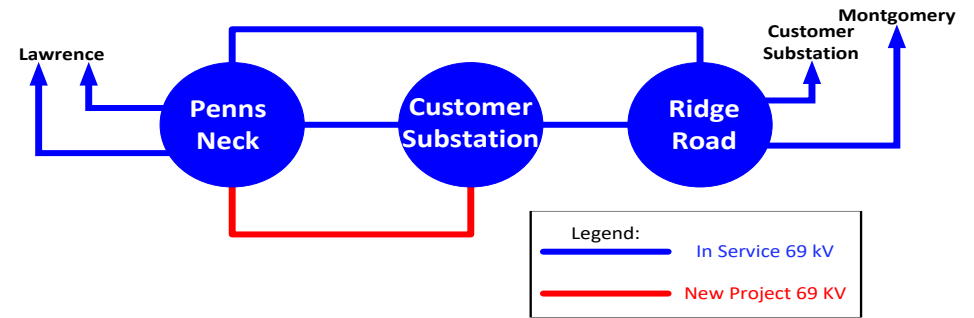 Montgomery
Lawrence
Customer
Substation
Penns
Neck
Customer
Substation
Ridge
Road
Legend:
In Service 69 kV
New Project 69 KV